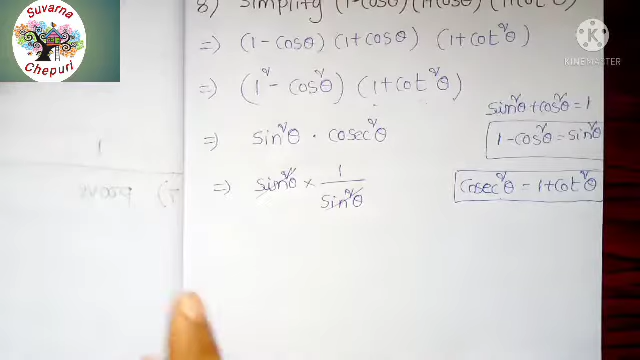 Suvarna
Chepuri
8) Simplify (1-cosθ)(1+cosθ)(1+cot²θ)
=> (1-cosθ)(1+cosθ) (1+cot²θ)
=> (1²-cos²θ) (1+cot²θ)
sin²θ+cos²θ=1
1-cos²θ=sin²θ
=> sin²θ . cosec²θ
=> sin²θ × 1/sin²θ
cosec²θ = 1+cot²θ
KINEMASTER